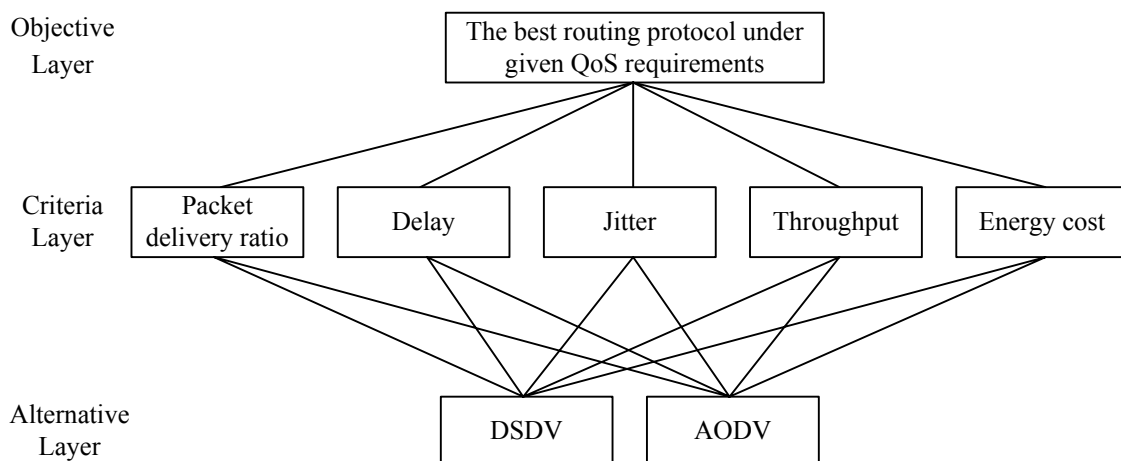 Objective
Layer
The best routing protocol under
given QoS requirements
Criteria
Layer
Packet
delivery ratio
Delay
Jitter
Throughput
Energy cost
Alternative
Layer
DSDV
AODV